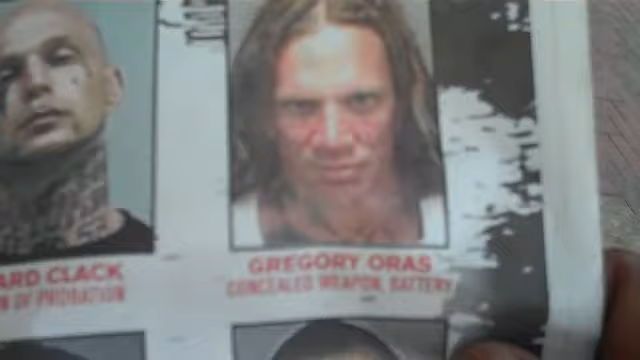 ARD CLACK
N OF PROBATION
GREGORY ORAS
CONCEALED WEAPON, BATTERY